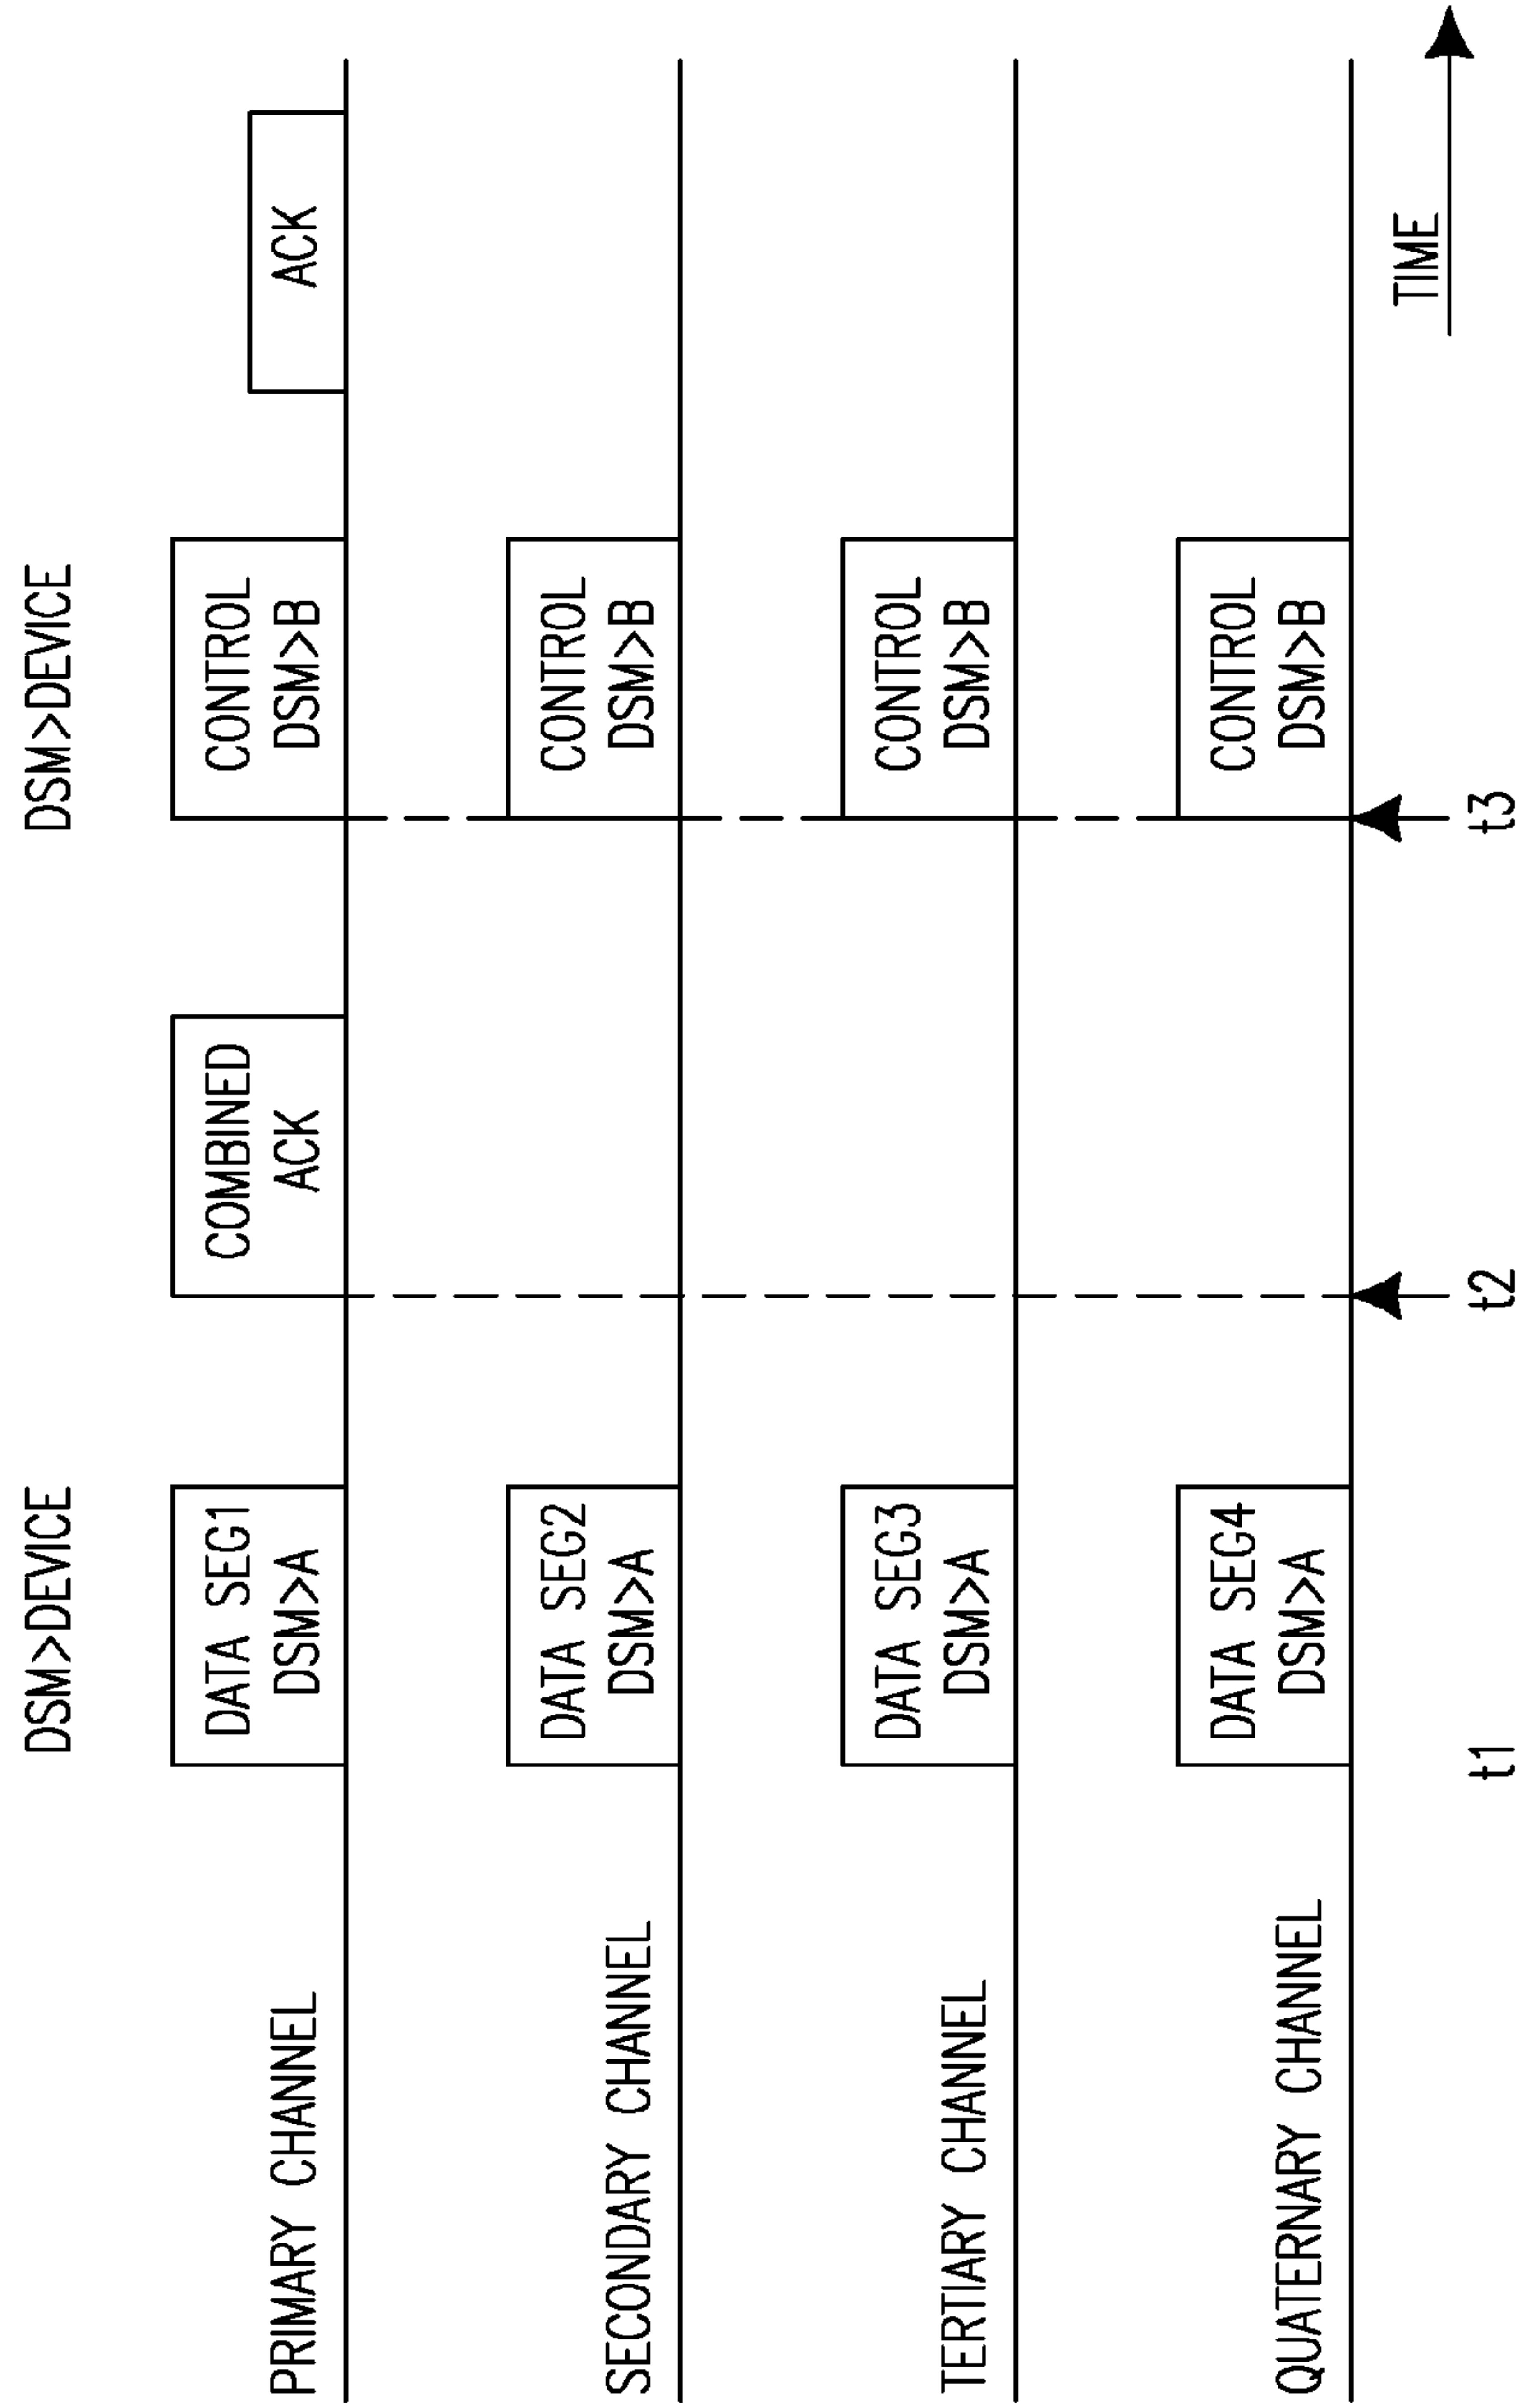 DSM>DEVICE
DSM>DEVICE
PRIMARY CHANNEL
DATA SEG1
DSM>A
COMBINED
ACK
CONTROL
DSM>B
ACK
SECONDARY CHANNEL
DATA SEG2
DSM>A
CONTROL
DSM>B
TERTIARY CHANNEL
DATA SEG3
DSM>A
CONTROL
DSM>B
QUATERNARY CHANNEL
DATA SEG4
DSM>A
CONTROL
DSM>B
t1
t2
t3
TIME